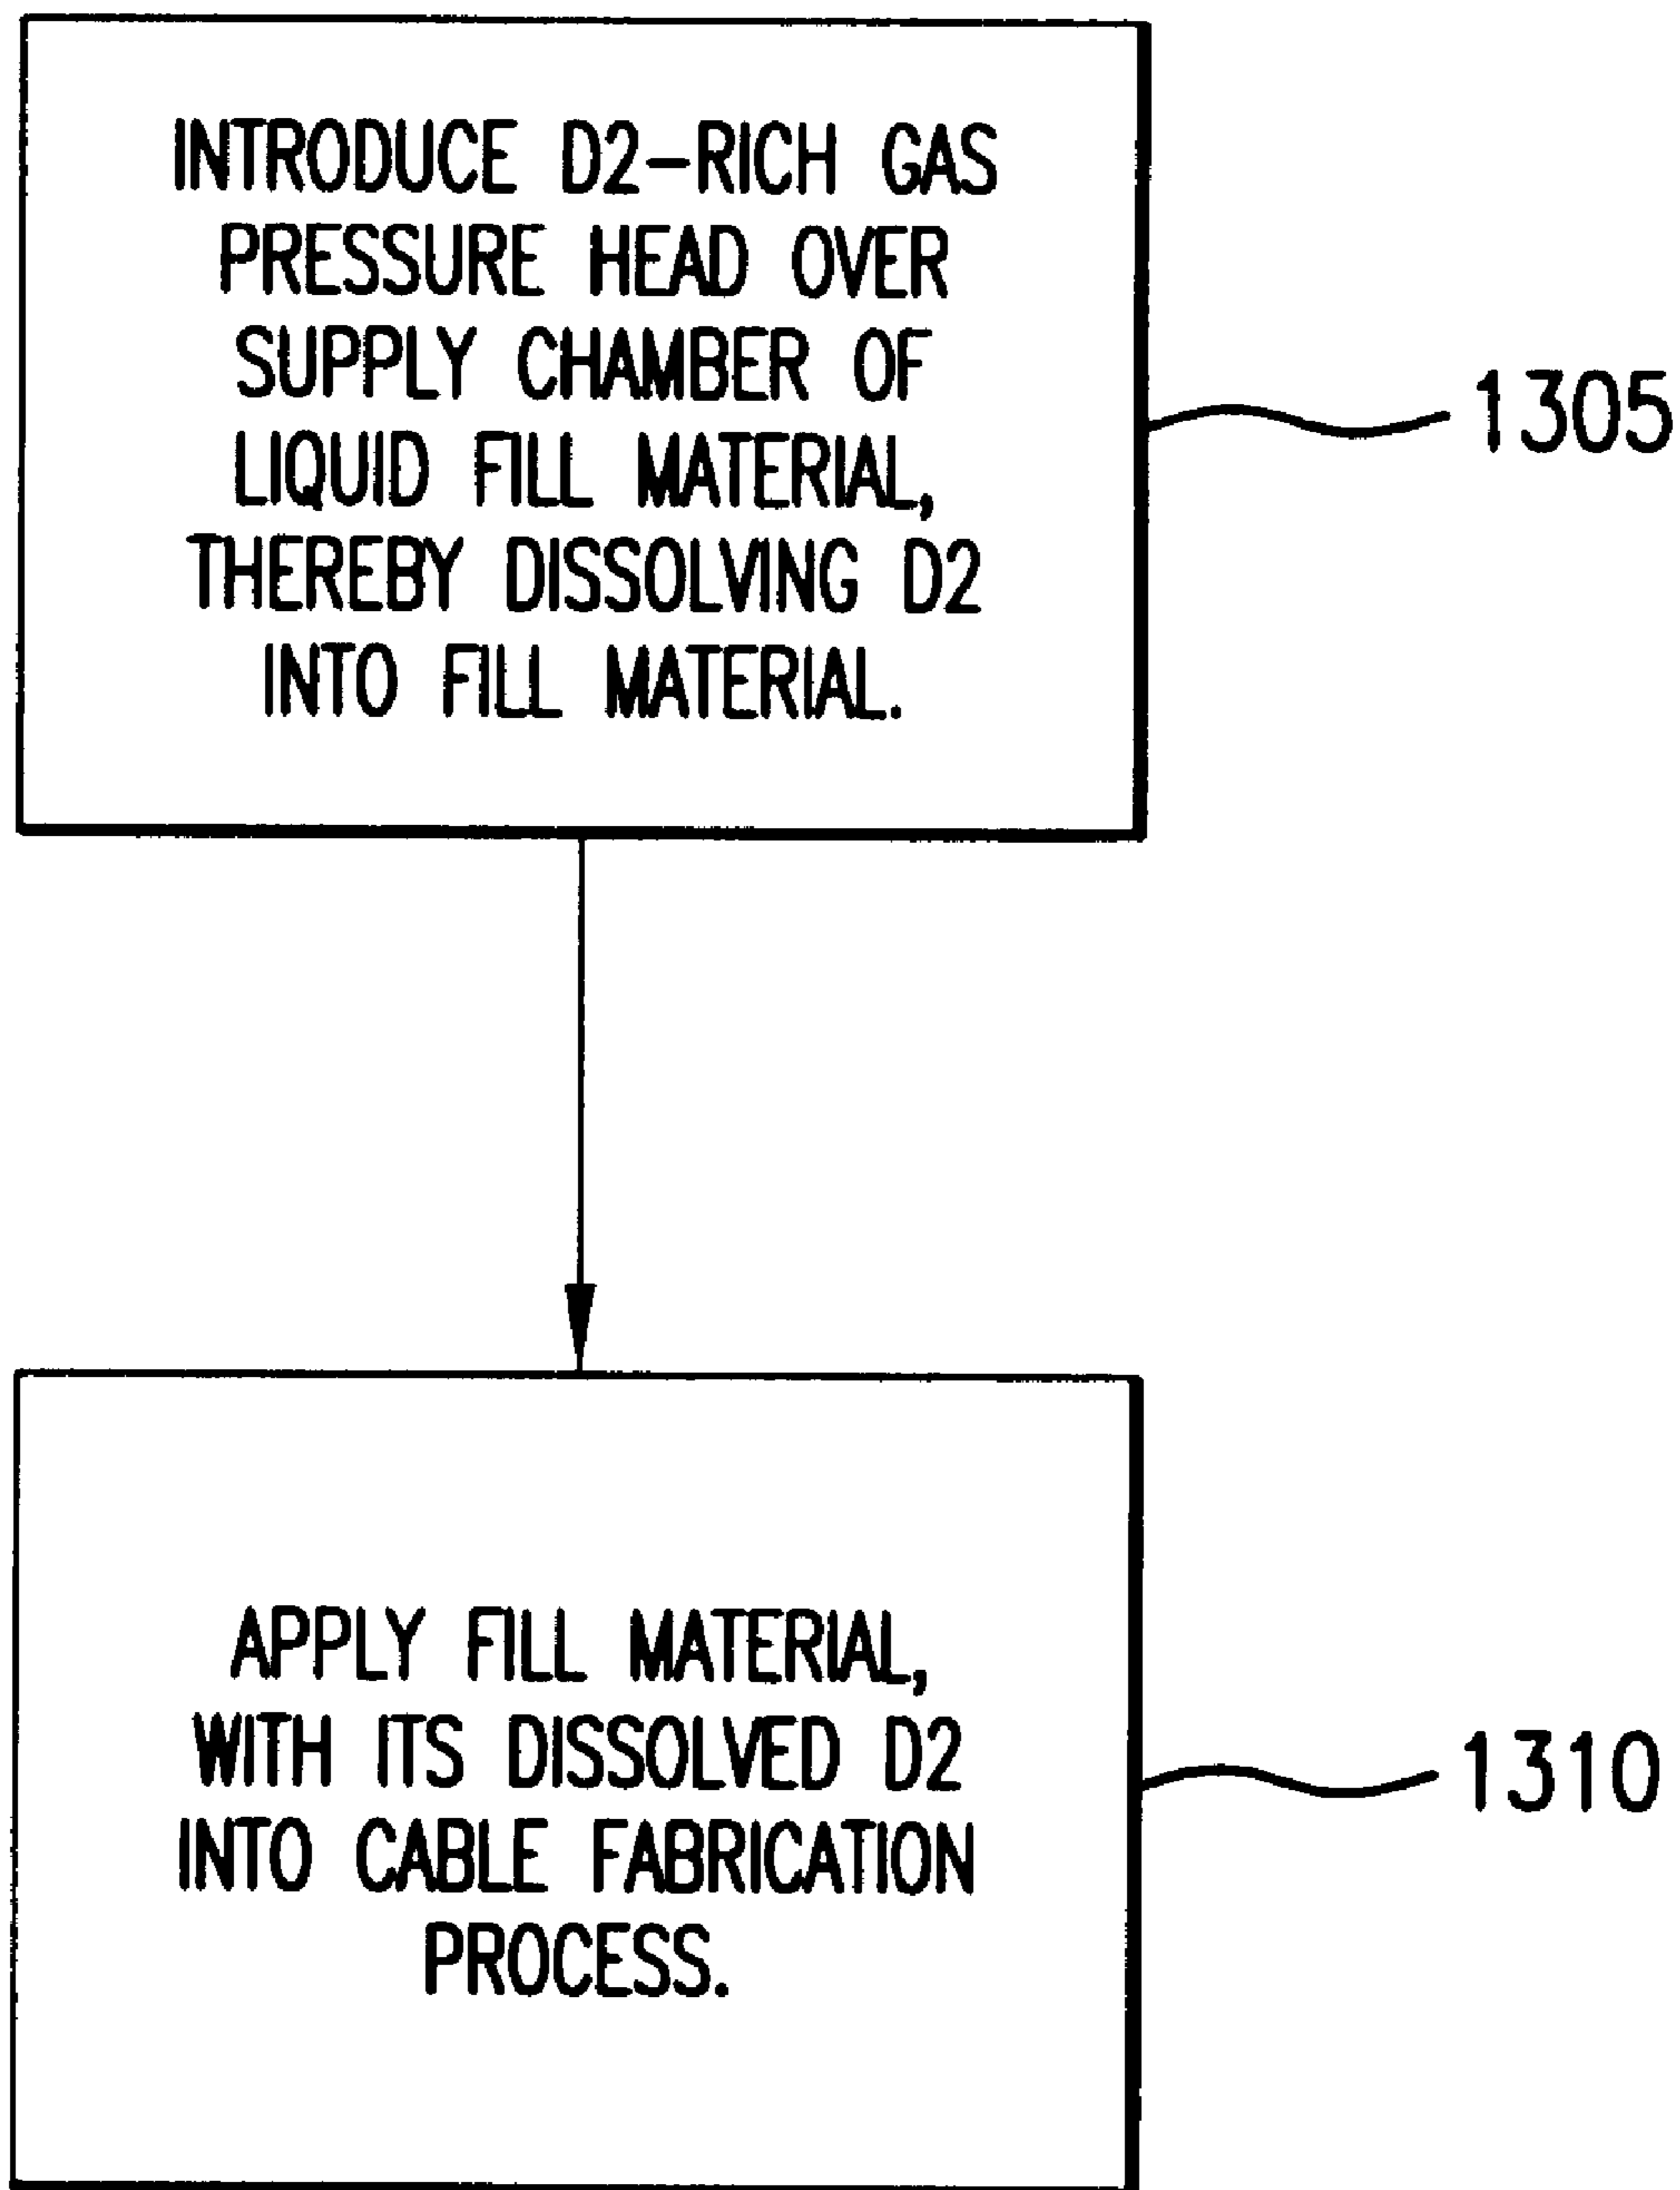 INTRODUCE D2-RICH GAS
PRESSURE HEAD OVER
SUPPLY CHAMBER OF
LIQUID FILL MATERIAL,
THEREBY DISSOLVING D2
INTO FILL MATERIAL.
1305
APPLY FILL MATERIAL,
WITH ITS DISSOLVED D2
INTO CABLE FABRICATION
PROCESS.
1310